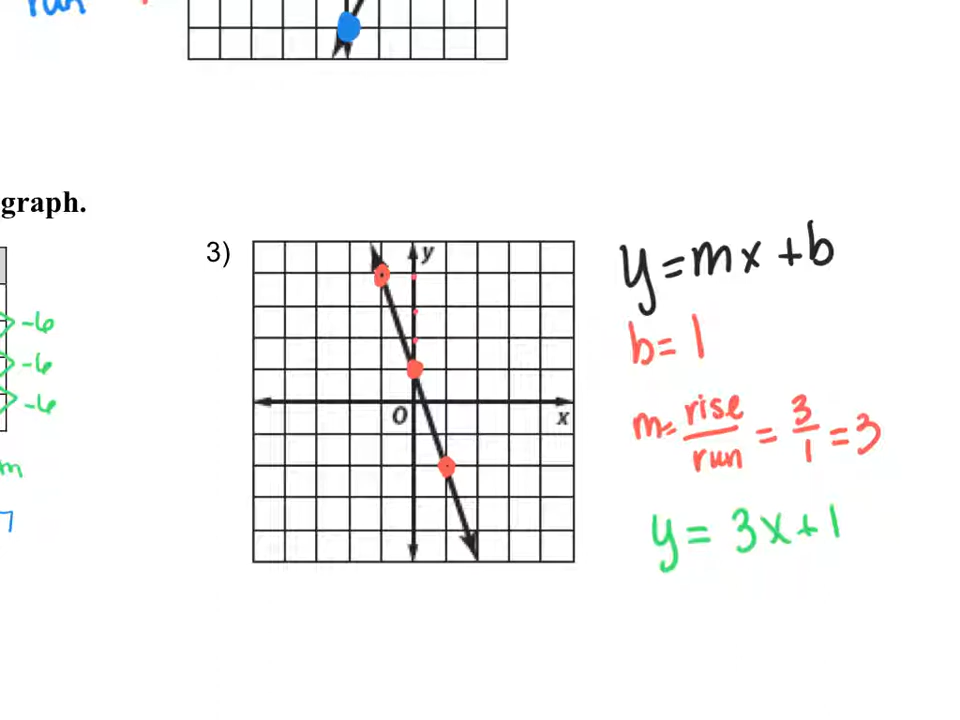 run
graph.
3)
y
O
x
-6
-6
-6
m
7
y = mx + b
b = 1
m = rise/run = 3/1 = 3
y = 3x + 1